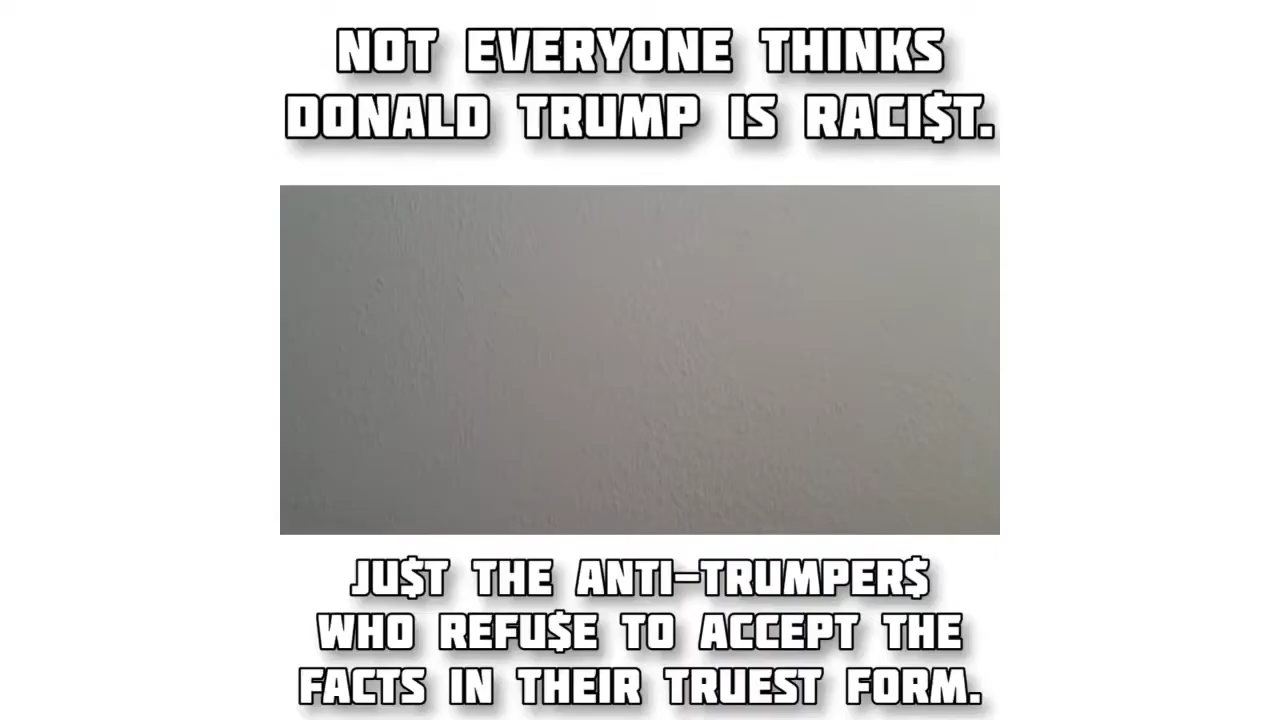 NOT EVERYONE THINKS
DONALD TRUMP IS RACI$T.
JU$T THE ANTI-TRUMPER$
WHO REFU$E TO ACCEPT THE
FACTS IN THEIR TRUEST FORM.